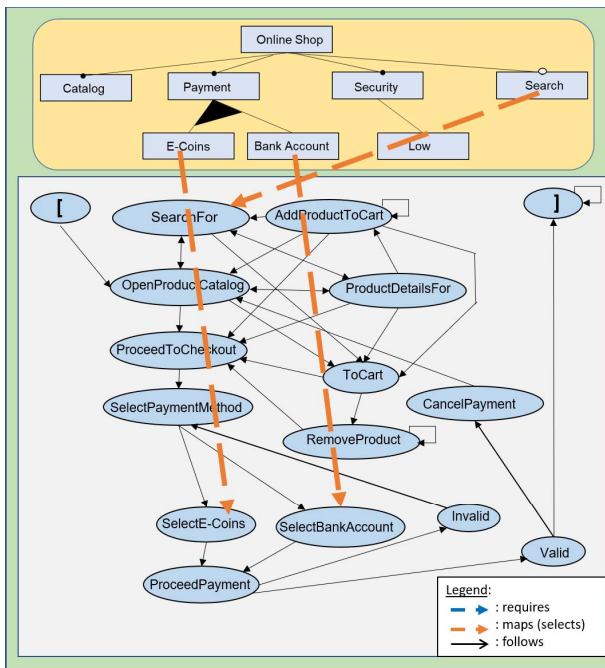 Online Shop
Catalog
Payment
Security
Search
E-Coins
Bank Account
Low
[
SearchFor
AddProductToCart
]
OpenProductCatalog
ProductDetailsFor
ProceedToCheckout
ToCart
SelectPaymentMethod
CancelPayment
RemoveProduct
SelectE-Coins
SelectBankAccount
Invalid
Valid
ProceedPayment
Legend:
: requires
: maps (selects)
: follows